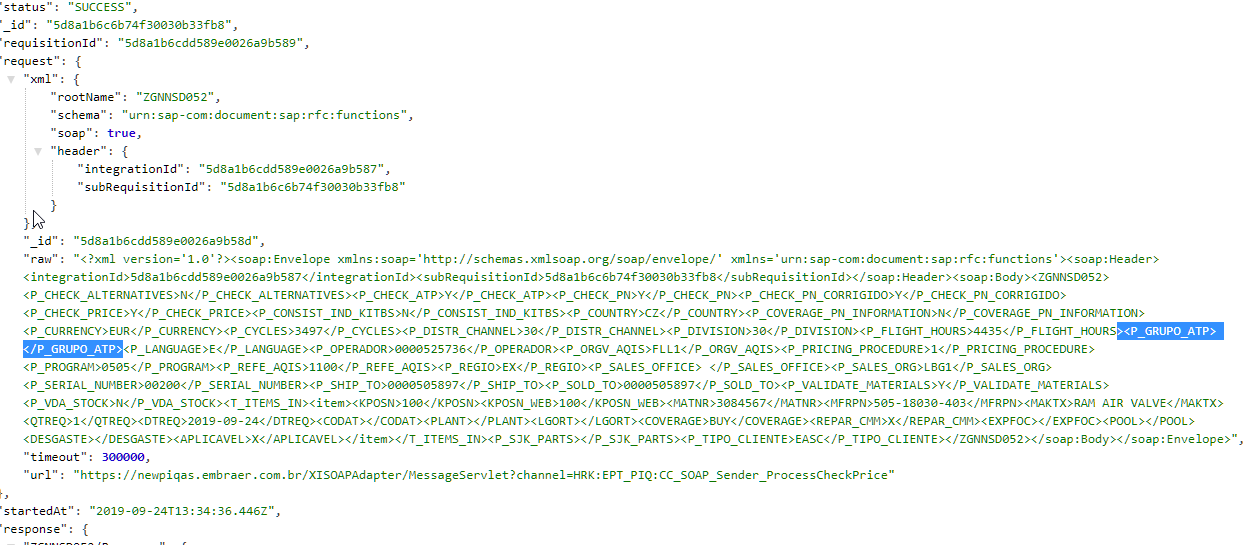 "status": "SUCCESS",
"_id": "5d8a1b6c6b74f30030b33fb8",
"requisitionId": "5d8a1b6cdd589e0026a9b589",
"request": {
"xml": {
"rootName": "ZGNNSD052",
"schema": "urn:sap-com:document:sap:rfc:functions",
"soap": true,
"header": {
"integrationId": "5d8a1b6cdd589e0026a9b587",
"subRequisitionId": "5d8a1b6c6b74f30030b33fb8"
}
}
"_id": "5d8a1b6cdd589e0026a9b58d",
"raw": "<?xml version='1.0'?><soap:Envelope xmlns:soap='http://schemas.xmlsoap.org/soap/envelope/' xmlns='urn:sap-com:document:sap:rfc:functions'><soap:Header>
<integrationId>5d8a1b6cdd589e0026a9b587</integrationId><subRequisitionId>5d8a1b6c6b74f30030b33fb8</subRequisitionId></soap:Header><soap:Body><ZGNNSD052>
<P_CHECK_ALTERNATIVES>N</P_CHECK_ALTERNATIVES><P_CHECK_ATP>Y</P_CHECK_ATP><P_CHECK_PN>Y</P_CHECK_PN><P_CHECK_PN_CORRIGIDO>Y</P_CHECK_PN_CORRIGIDO>
<P_CHECK_PRICE>Y</P_CHECK_PRICE><P_CONSIST_IND_KITBS>N</P_CONSIST_IND_KITBS><P_COUNTRY>CZ</P_COUNTRY><P_COVERAGE_PN_INFORMATION>N</P_COVERAGE_PN_INFORMATION>
<P_CURRENCY>EUR</P_CURRENCY><P_CYCLES>3497</P_CYCLES><P_DISTR_CHANNEL>30</P_DISTR_CHANNEL><P_DIVISION>30</P_DIVISION><P_FLIGHT_HOURS>4435</P_FLIGHT_HOURS><P_GRUPO_ATP>
</P_GRUPO_ATP><P_LANGUAGE>E</P_LANGUAGE><P_OPERADOR>0000525736</P_OPERADOR><P_ORGV_AQIS>FLL1</P_ORGV_AQIS><P_PRICING_PROCEDURE>1</P_PRICING_PROCEDURE>
<P_PROGRAM>0505</P_PROGRAM><P_REFE_AQIS>1100</P_REFE_AQIS><P_REGIO>EX</P_REGIO><P_SALES_OFFICE> </P_SALES_OFFICE><P_SALES_ORG>LBG1</P_SALES_ORG>
<P_SERIAL_NUMBER>00200</P_SERIAL_NUMBER><P_SHIP_TO>0000505897</P_SHIP_TO><P_SOLD_TO>0000505897</P_SOLD_TO><P_VALIDATE_MATERIALS>Y</P_VALIDATE_MATERIALS>
<P_VDA_STOCK>N</P_VDA_STOCK><T_ITEMS_IN><item><KPOSN>100</KPOSN><KPOSN_WEB>100</KPOSN_WEB><MATNR>3084567</MATNR><MFRPN>505-18030-403</MFRPN><MAKTX>RAM AIR VALVE</MAKTX>
<QTREQ>1</QTREQ><DTREQ>2019-09-24</DTREQ><CODAT></CODAT><PLANT></PLANT><LGORT></LGORT><COVERAGE>BUY</COVERAGE><REPAR_CMM>X</REPAR_CMM><EXPFOC></EXPFOC><POOL></POOL>
<DESGASTE></DESGASTE><APLICAVEL>X</APLICAVEL></item></T_ITEMS_IN><P_SJK_PARTS></P_SJK_PARTS><P_TIPO_CLIENTE>EASC</P_TIPO_CLIENTE></ZGNNSD052></soap:Body></soap:Envelope>",
"timeout": 300000,
"url": "https://newpiqas.embraer.com.br/XISOAPAdapter/MessageServlet?channel=HRK:EPT_PIQ:CC_SOAP_Sender_ProcessCheckPrice"
},
"startedAt": "2019-09-24T13:34:36.446Z",
"response": {